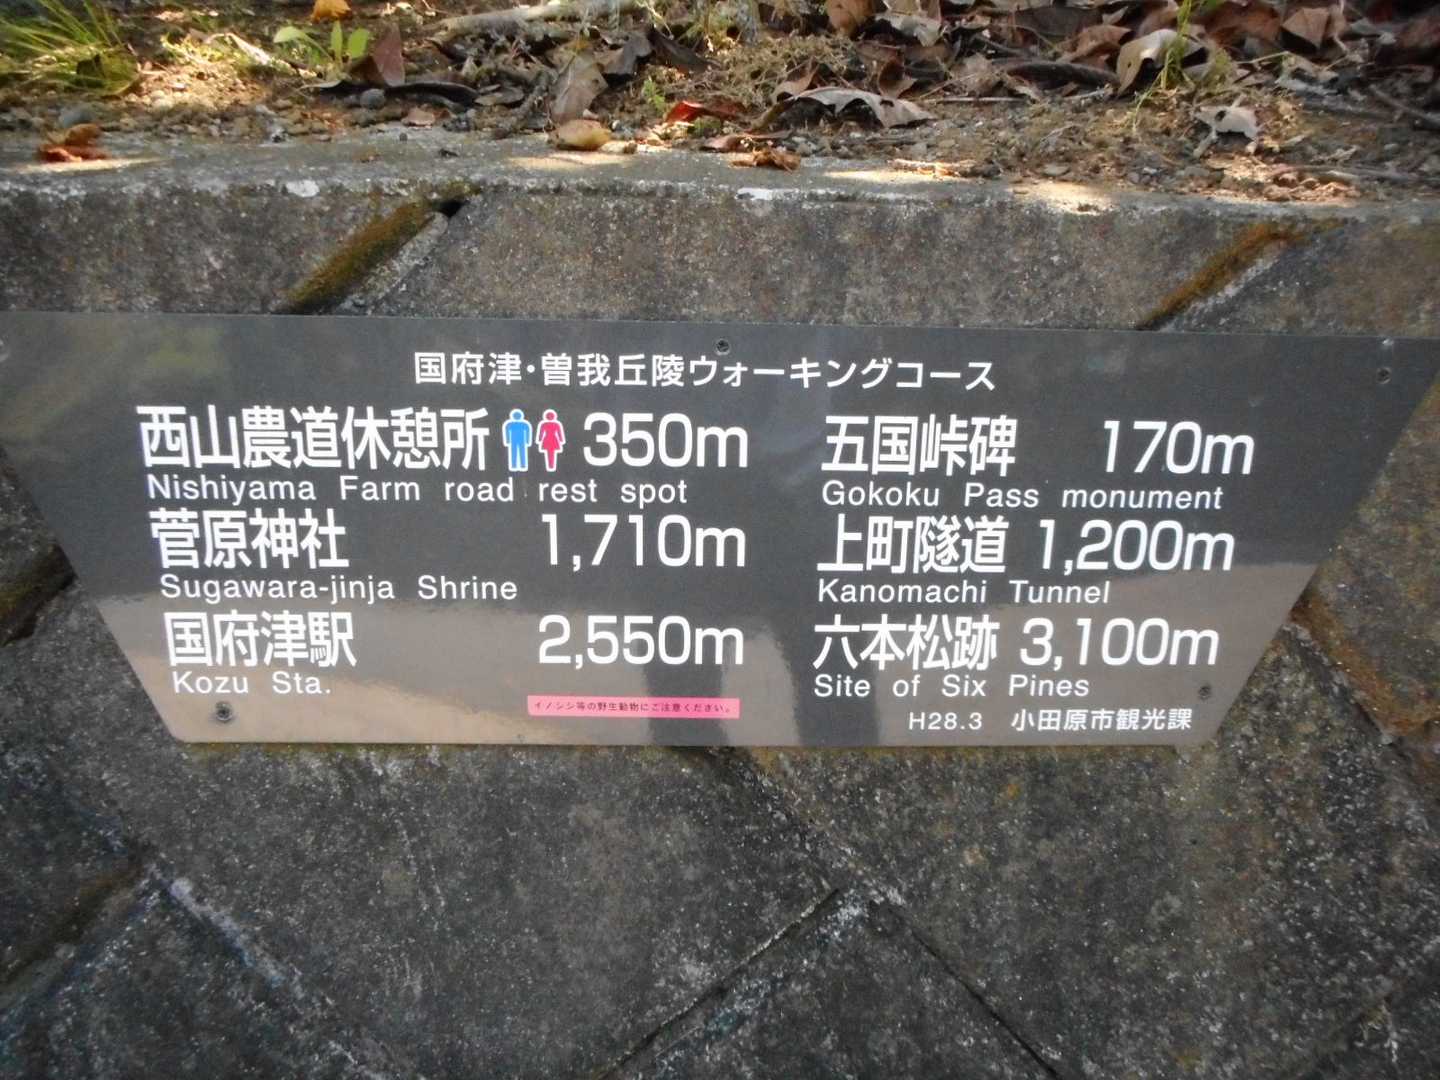 国府津・曽我丘陵ウォーキングコース
西山農道休憩所 350m
Nishiyama Farm road rest spot
菅原神社 1,710m
Sugawara-jinja Shrine
国府津駅 2,550m
Kozu Sta.
イノシシ等の野生動物にご注意ください。
五国峠碑 170m
Gokoku Pass monument
上町隧道 1,200m
Kanomachi Tunnel
六本松跡 3,100m
Site of Six Pines
H28.3 小田原市観光課